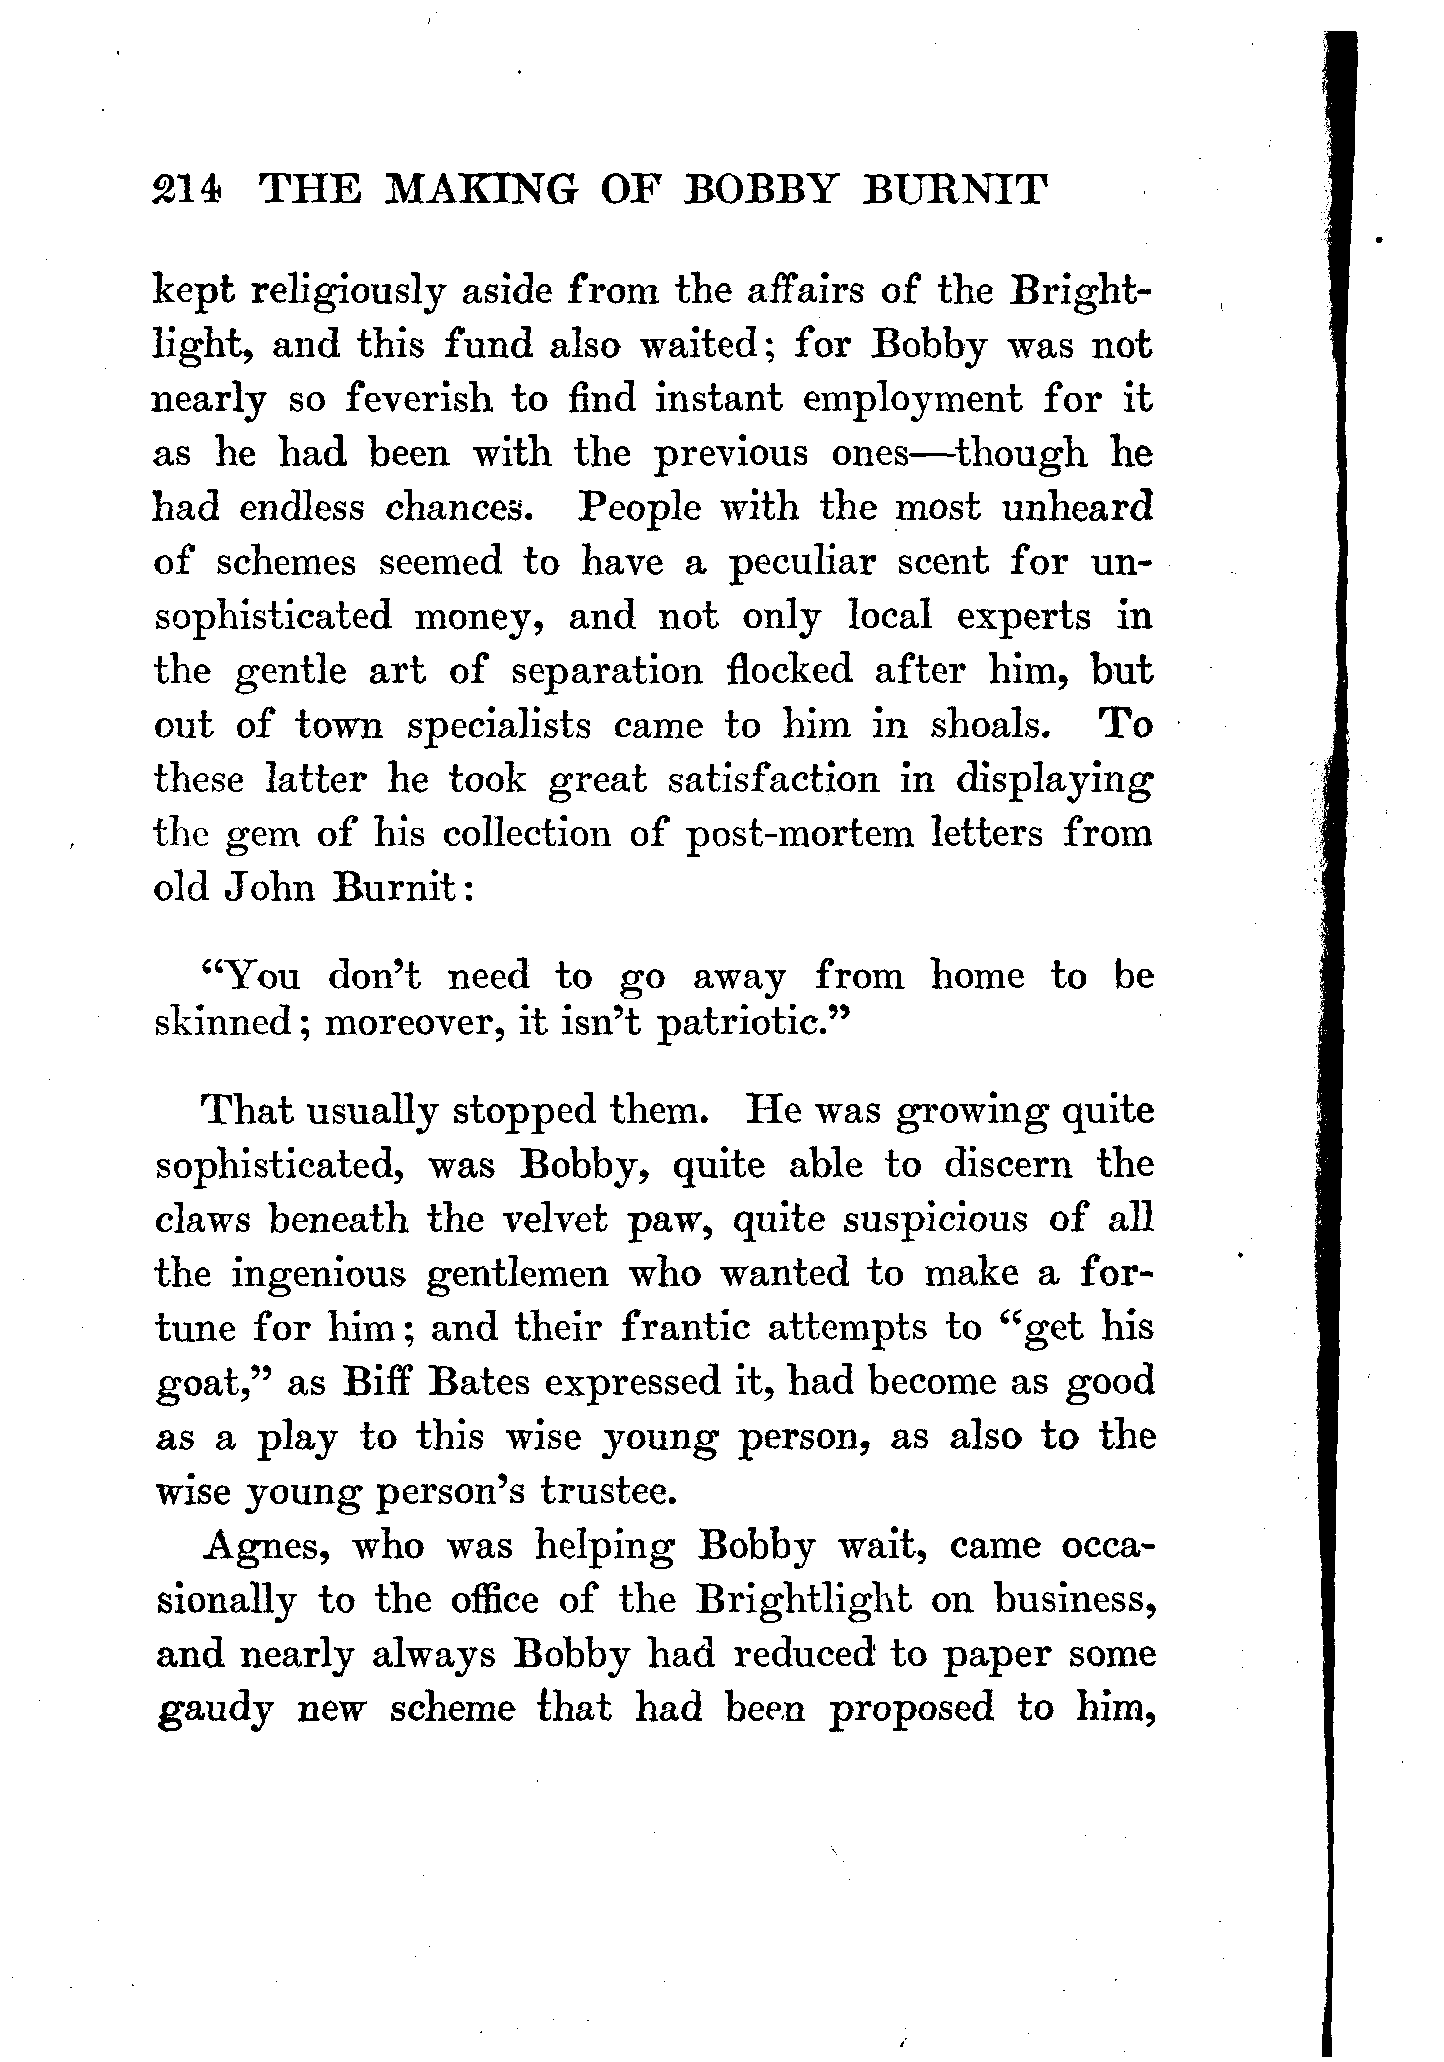 214 THE MAKING OF BOBBY BURNIT
kept religiously aside from the affairs of the Bright-
light, and this fund also waited; for Bobby was not
nearly so feverish to find instant employment for it
as he had been with the previous ones—though he
had endless chances. People with the most unheard
of schemes seemed to have a peculiar scent for un-
sophisticated money, and not only local experts in
the gentle art of separation flocked after him, but
out of town specialists came to him in shoals. To
these latter he took great satisfaction in displaying
the gem of his collection of post-mortem letters from
old John Burnit:
“You don’t need to go away from home to be
skinned; moreover, it isn’t patriotic.”
That usually stopped them. He was growing quite
sophisticated, was Bobby, quite able to discern the
claws beneath the velvet paw, quite suspicious of all
the ingenious gentlemen who wanted to make a for-
tune for him; and their frantic attempts to “get his
goat,” as Biff Bates expressed it, had become as good
as a play to this wise young person, as also to the
wise young person’s trustee.
Agnes, who was helping Bobby wait, came occa-
sionally to the office of the Brightlight on business,
and nearly always Bobby had reduced to paper some
gaudy new scheme that had been proposed to him,